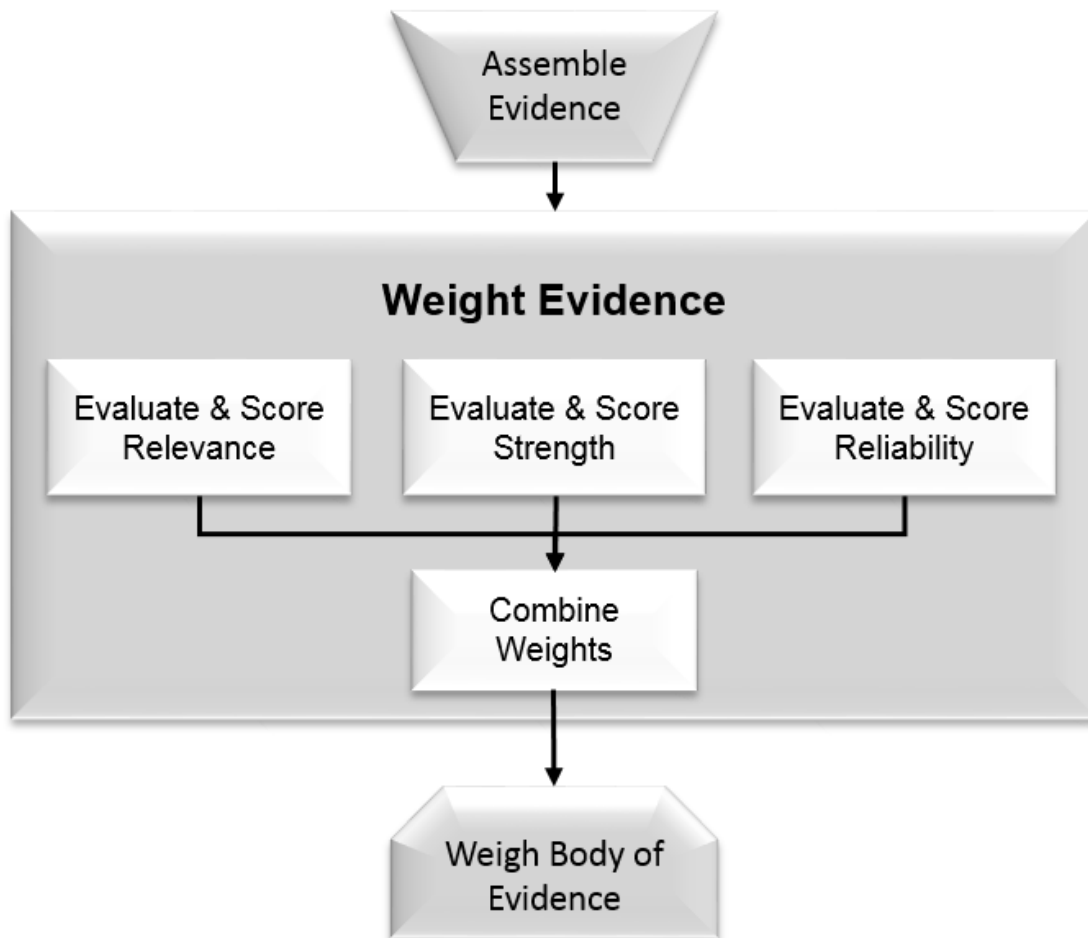 Assemble
Evidence
Weight Evidence
Evaluate & Score
Relevance
Evaluate & Score
Strength
Evaluate & Score
Reliability
Combine
Weights
Weigh Body of
Evidence